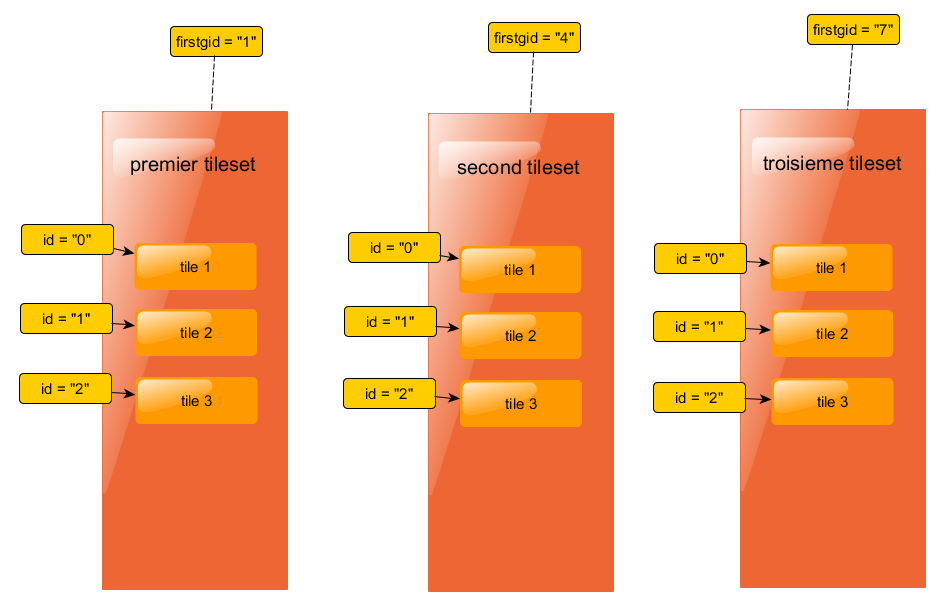 firstgid = "1"
premier tileset
id = "0"
tile 1
id = "1"
tile 2
id = "2"
tile 3
firstgid = "4"
second tileset
id = "0"
tile 1
id = "1"
tile 2
id = "2"
tile 3
firstgid = "7"
troisieme tileset
id = "0"
tile 1
id = "1"
tile 2
id = "2"
tile 3